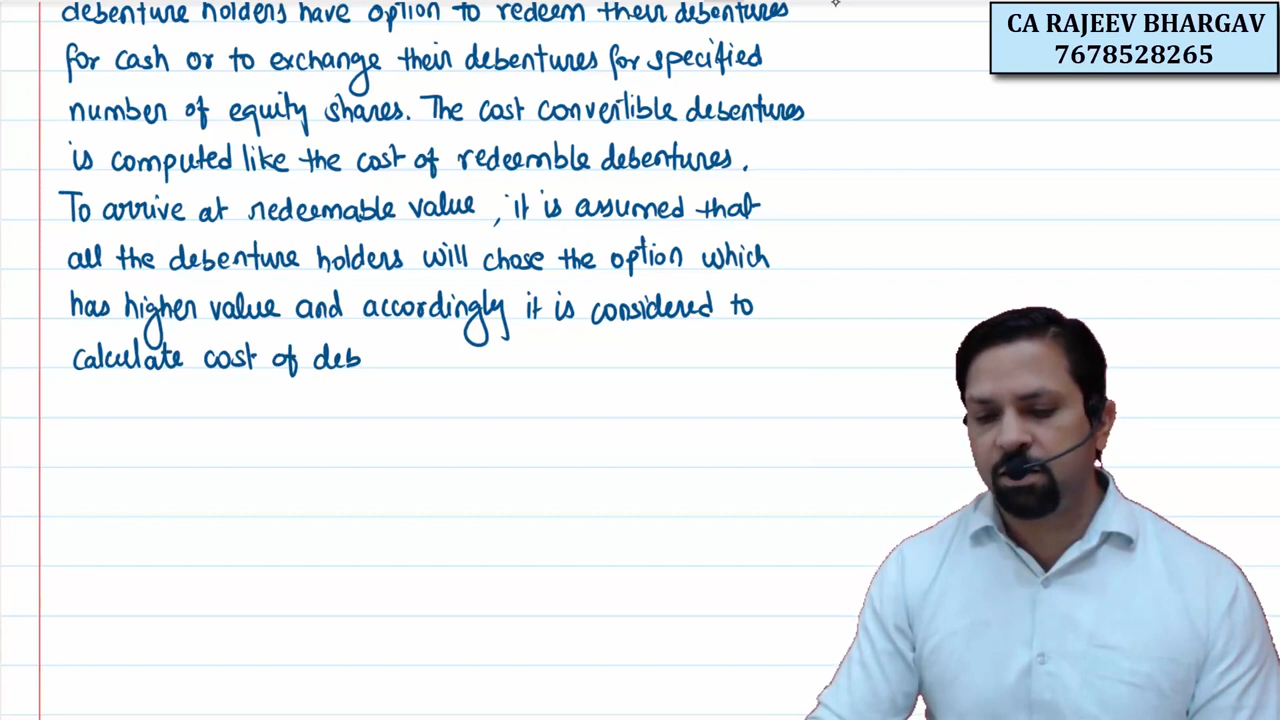 debenture holders have option to redeem their debentures
for cash or to exchange their debentures for specified
number of equity shares. The cost convertible debentures
is computed like the cost of redeemble debentures.
To arrive at redeemable value, it is assumed that
all the debenture holders will chose the option which
has higher value and accordingly it is considered to
calculate cost of deb
CA RAJEEV BHARGAV
7678528265